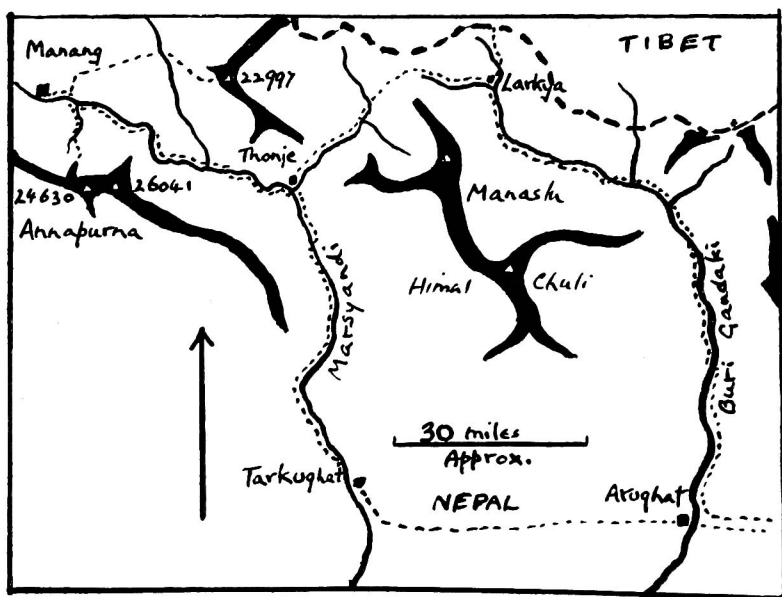 TIBET
Manang
22997
Larkya
Thonje
24630
26041
Manaslu
Annapurna
Himal Chuli
Marsyandi
Buri Gandaki
30 miles
Approx.
Tarkughat
NEPAL
Arughat